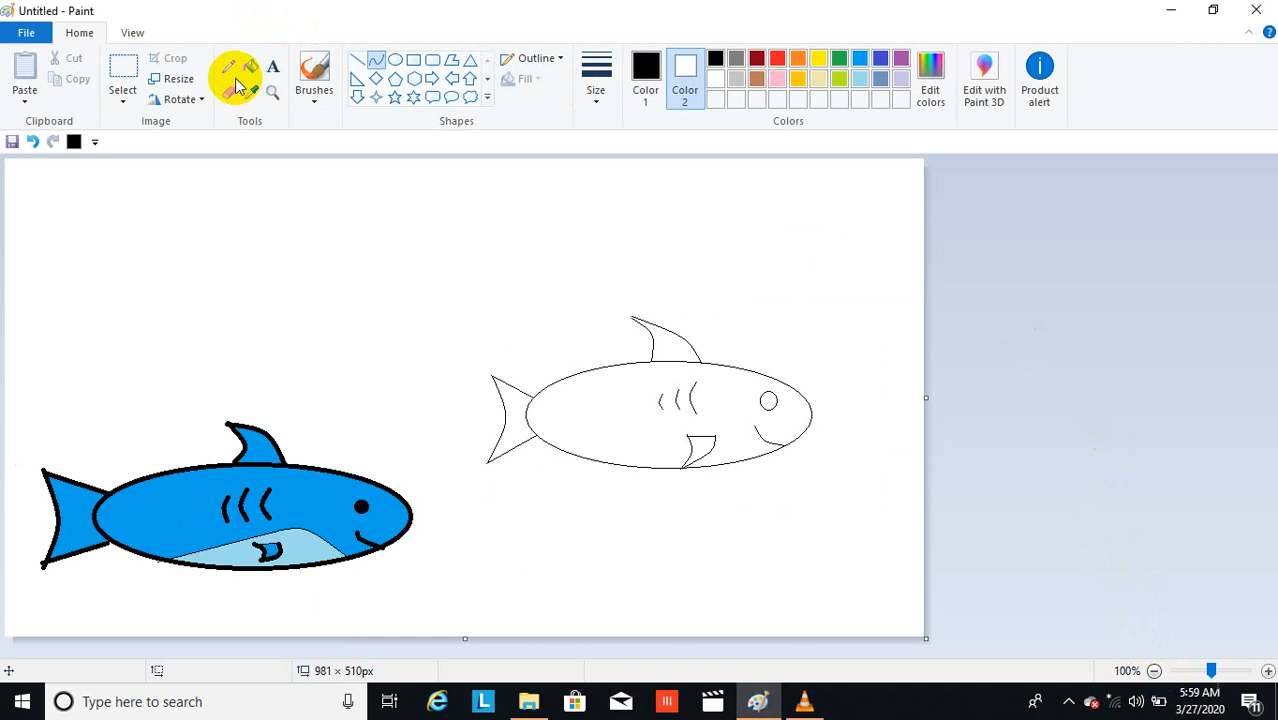 Untitled - Paint
File Home View
Paste
Cut
Copy
Clipboard
Select
Crop
Resize
Rotate
Image
A
Tools
Brushes
Shapes
Outline
Fill
Size
Color 1
Color 2
Colors
Edit colors
Edit with Paint 3D
Product alert
981 × 510px
100%
Type here to search
L
5:59 AM
3/27/2020
11